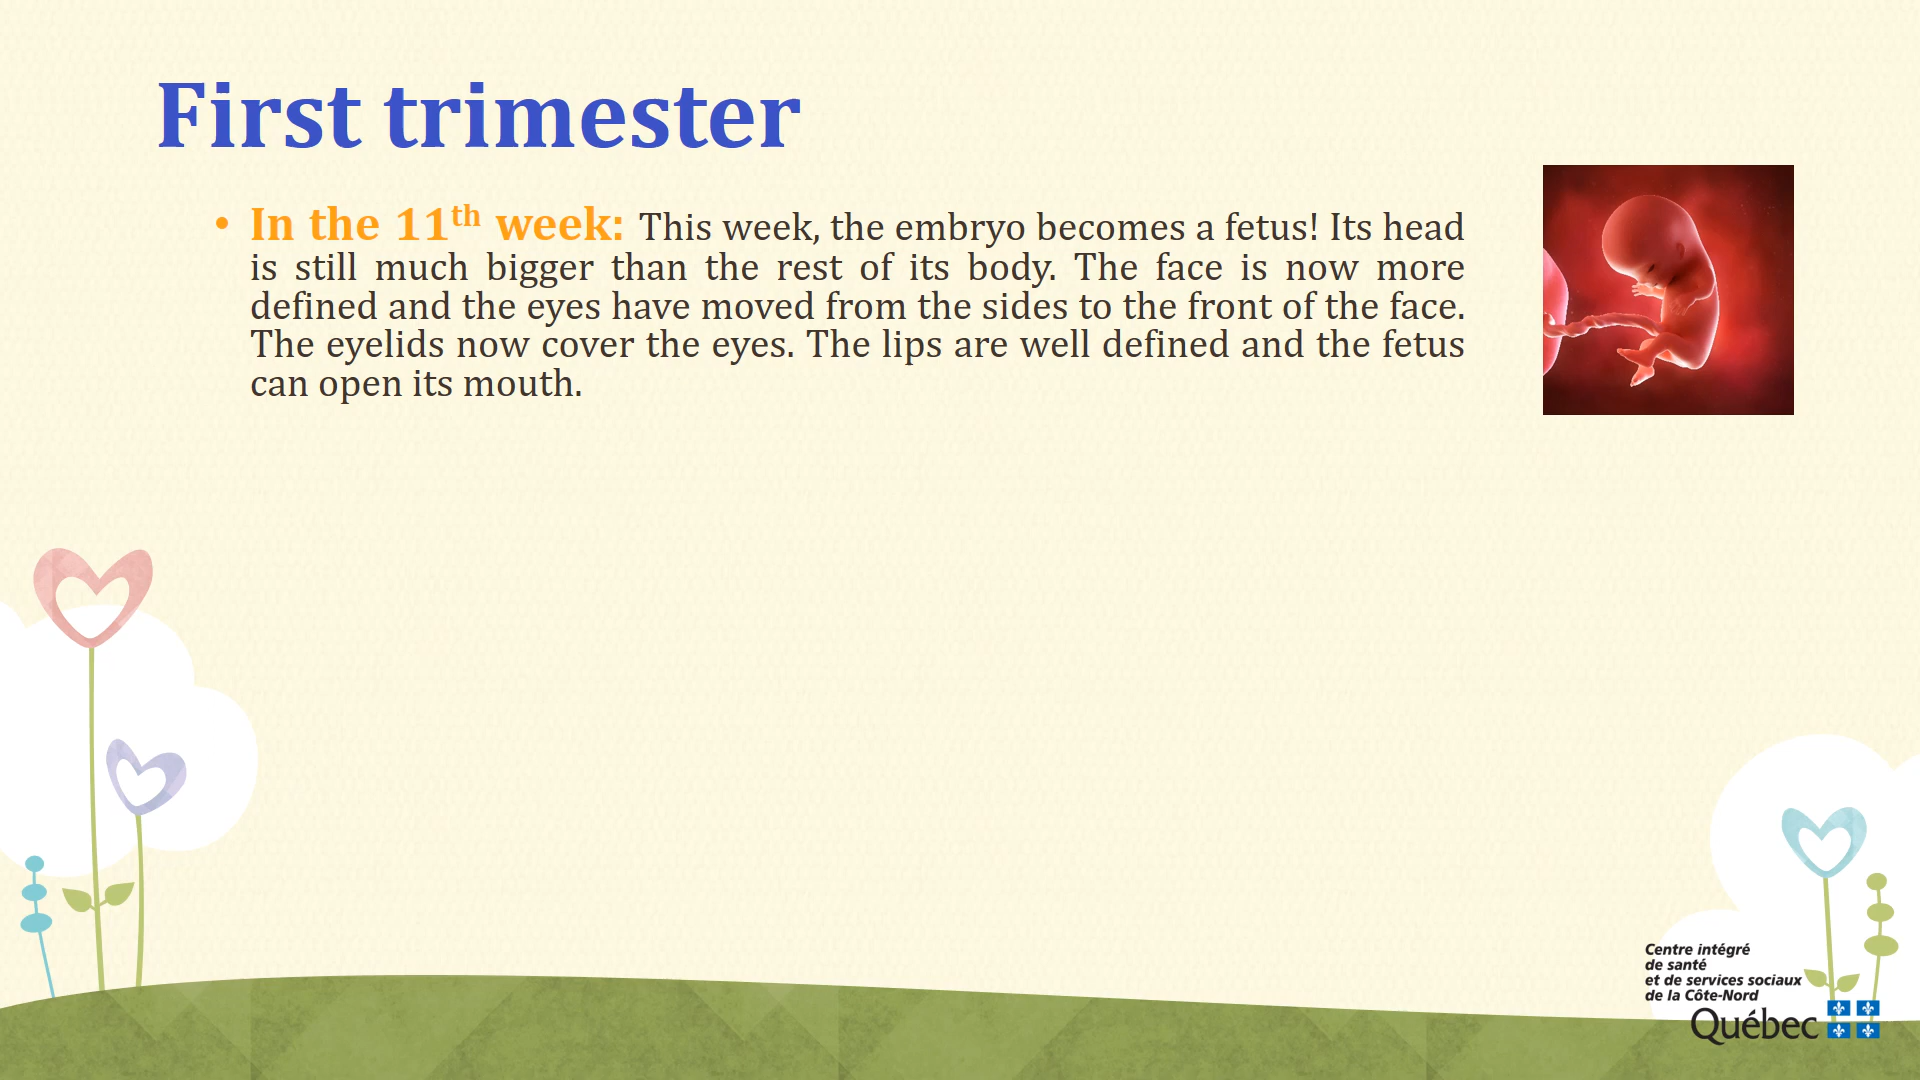 First trimester
• In the 11th week: This week, the embryo becomes a fetus! Its head
is still much bigger than the rest of its body. The face is now more
defined and the eyes have moved from the sides to the front of the face.
The eyelids now cover the eyes. The lips are well defined and the fetus
can open its mouth.
Centre intégré
de santé
et de services sociaux
de la Côte-Nord
Québec